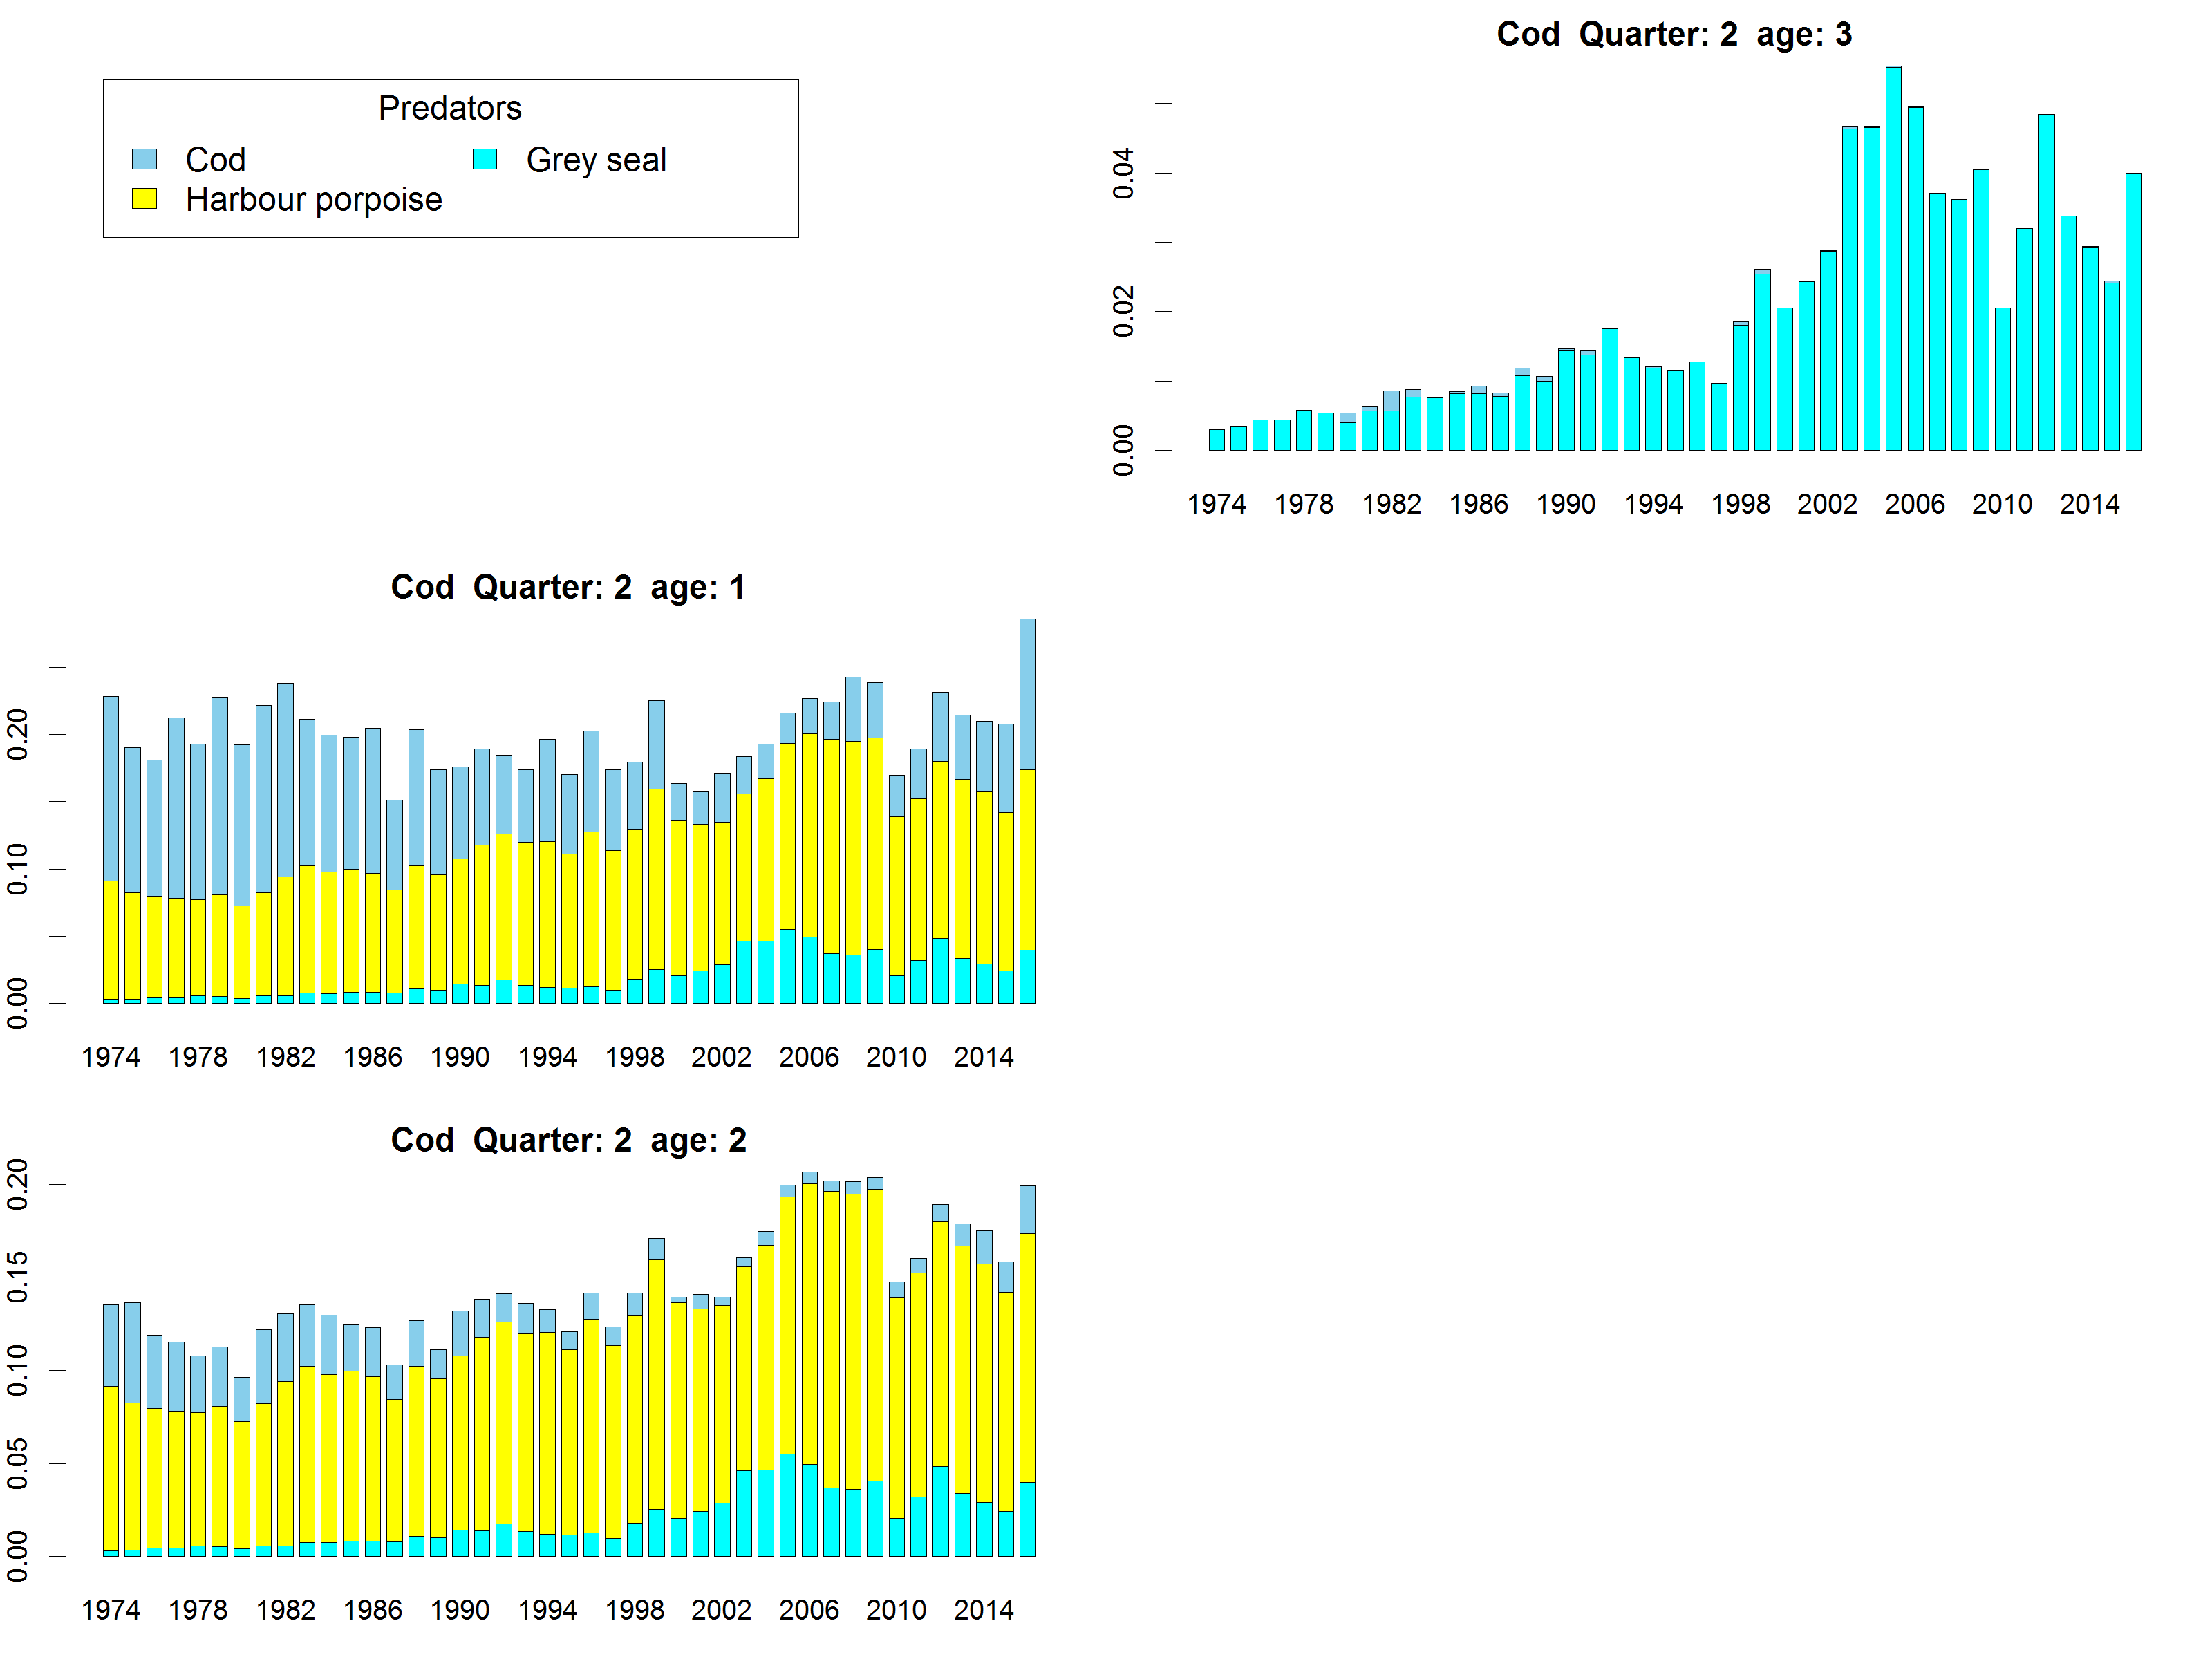 Predators
Cod Grey seal
Harbour porpoise
Cod Quarter: 2 age: 3
0.00 0.02 0.04
1974 1978 1982 1986 1990 1994 1998 2002 2006 2010 2014
Cod Quarter: 2 age: 1
0.00 0.10 0.20
1974 1978 1982 1986 1990 1994 1998 2002 2006 2010 2014
Cod Quarter: 2 age: 2
0.00 0.05 0.10 0.15 0.20
1974 1978 1982 1986 1990 1994 1998 2002 2006 2010 2014